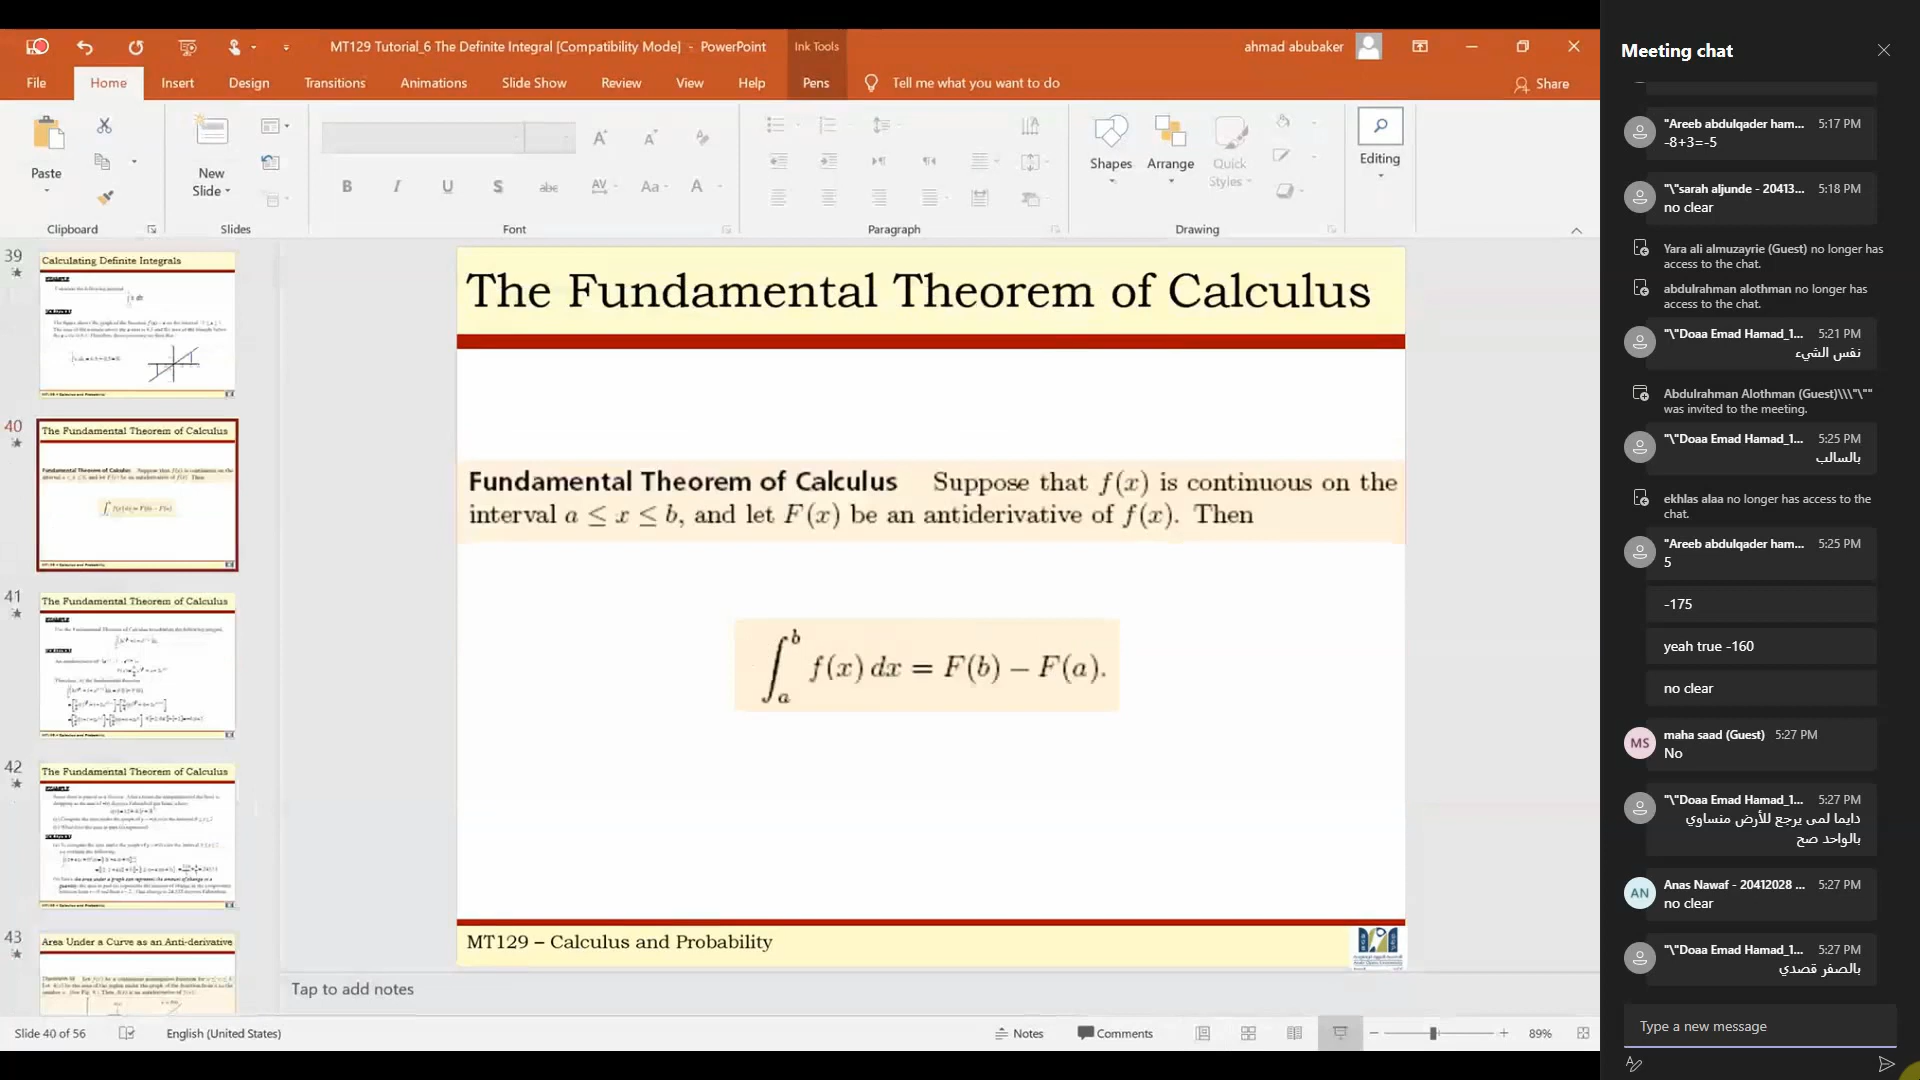 MT129 Tutorial_6 The Definite Integral [Compatibility Mode] - PowerPoint
Ink Tools
ahmad abubaker
File Home Insert Design Transitions Animations Slide Show Review View Help Pens Tell me what you want to do Share
Paste
New Slide
Shapes Arrange Quick Styles
Editing
Clipboard Slides Font Paragraph Drawing
39
Calculating Definite Integrals
40
The Fundamental Theorem of Calculus
41
The Fundamental Theorem of Calculus
42
The Fundamental Theorem of Calculus
43
Area Under a Curve as an Anti-derivative
The Fundamental Theorem of Calculus
Fundamental Theorem of Calculus Suppose that f(x) is continuous on the
interval a ≤ x ≤ b, and let F(x) be an antiderivative of f(x). Then
∫_a^b f(x) dx = F(b) − F(a).
MT129 – Calculus and Probability
Tap to add notes
Slide 40 of 56 English (United States) Notes Comments 89%
Meeting chat
"Areeb abdulqader ham... 5:17 PM
-8+3=-5
"\"sarah aljunde - 20413... 5:18 PM
no clear
Yara ali almuzayrie (Guest) no longer has
access to the chat.
abdulrahman alothman no longer has
access to the chat.
"\"Doaa Emad Hamad_1... 5:21 PM
نفس الشيء
Abdulrahman Alothman (Guest)\\\"\""
was invited to the meeting.
"\"Doaa Emad Hamad_1... 5:25 PM
بالسالب
ekhlas alaa no longer has access to the
chat.
"Areeb abdulqader ham... 5:25 PM
5
-175
yeah true -160
no clear
MS
maha saad (Guest) 5:27 PM
No
"\"Doaa Emad Hamad_1... 5:27 PM
دايما لمى يرجع للأرض منساوي
بالواحد صح
AN
Anas Nawaf - 20412028 ... 5:27 PM
no clear
"\"Doaa Emad Hamad_1... 5:27 PM
بالصفر قصدي
Type a new message